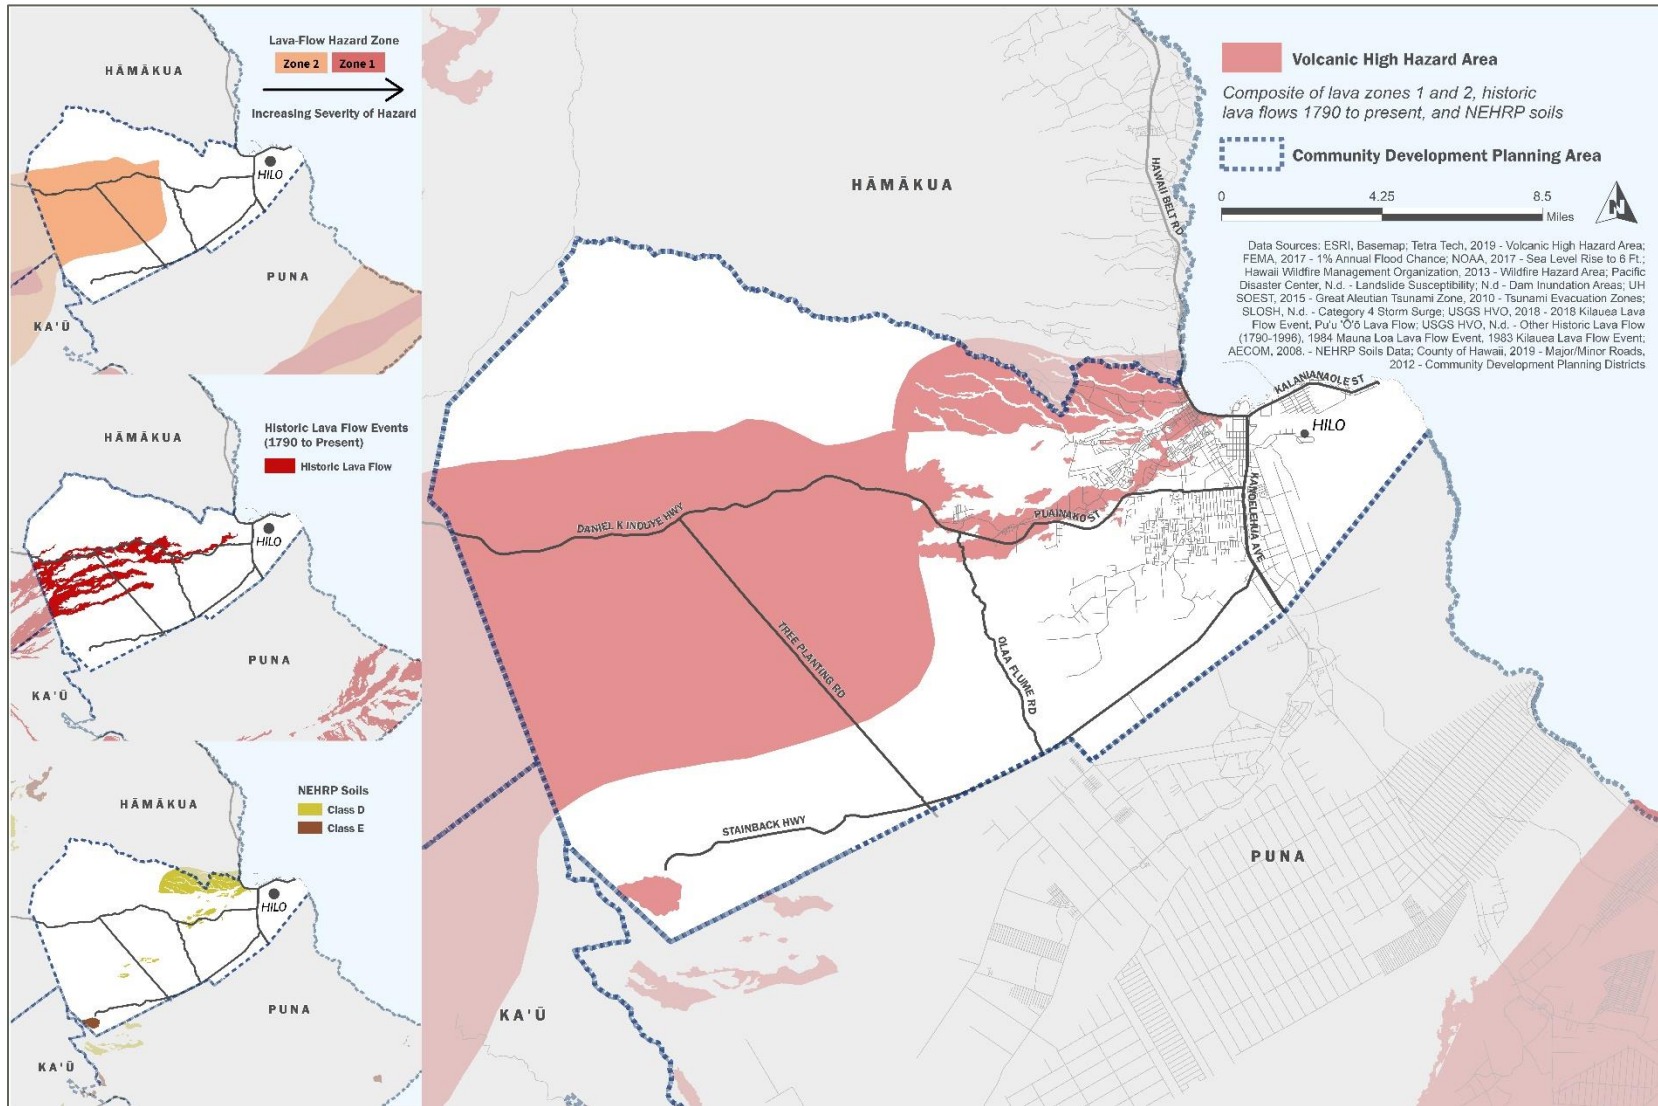 Lava-Flow Hazard Zone
Zone 2 Zone 1
Increasing Severity of Hazard
HĀMĀKUA
HILO
PUNA
KA'Ū
Historic Lava Flow Events
(1790 to Present)
Historic Lava Flow
HĀMĀKUA
HILO
PUNA
KA'Ū
NEHRP Soils
Class D
Class E
HĀMĀKUA
HILO
PUNA
KA'Ū
Volcanic High Hazard Area
Composite of lava zones 1 and 2, historic
lava flows 1790 to present, and NEHRP soils
Community Development Planning Area
0 4.25 8.5
Miles
N
Data Sources: ESRI, Basemap; Tetra Tech, 2019 - Volcanic High Hazard Area;
FEMA, 2017 - 1% Annual Flood Chance; NOAA, 2017 - Sea Level Rise to 6 Ft.;
Hawaii Wildfire Management Organization, 2013 - Wildfire Hazard Area; Pacific
Disaster Center, N.d. - Landslide Susceptibility; N.d - Dam Inundation Areas; UH
SOEST, 2015 - Great Aleutian Tsunami Zone, 2010 - Tsunami Evacuation Zones;
SLOSH, N.d. - Category 4 Storm Surge; USGS HVO, 2018 - 2018 Kilauea Lava
Flow Event, Pu'u 'Ō'ō Lava Flow; USGS HVO, N.d. - Other Historic Lava Flow
(1790-1996), 1984 Mauna Loa Lava Flow Event, 1983 Kilauea Lava Flow Event;
AECOM, 2008. - NEHRP Soils Data; County of Hawaii, 2019 - Major/Minor Roads,
2012 - Community Development Planning Districts
HĀMĀKUA
HAWAII BELT RD
KALANIANAOLE ST
HILO
KANOELEHUA AVE
PUAINAKO ST
DANIEL K INOUYE HWY
TREE PLANTING RD
OLAA FLUME RD
STAINBACK HWY
PUNA
KA'Ū